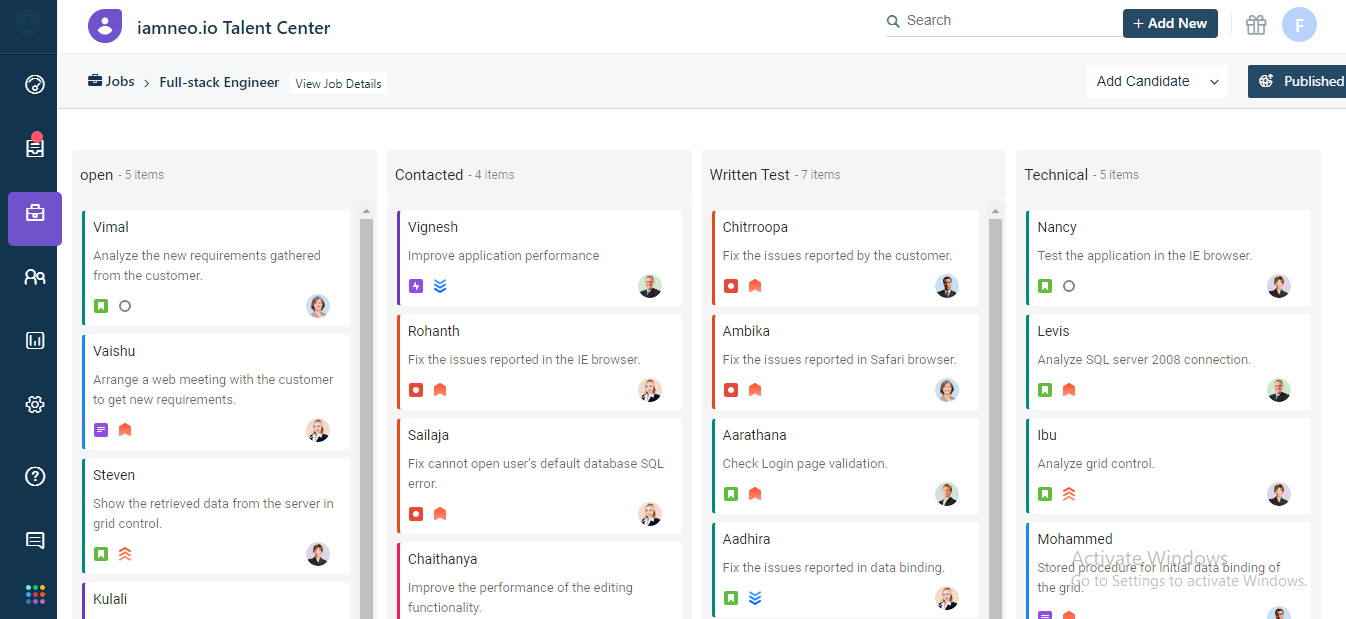 iamneo.io Talent Center
Search
+ Add New
F
Jobs > Full-stack Engineer
View Job Details
Add Candidate
Published
open - 5 items
Vimal
Analyze the new requirements gathered
from the customer.
Vaishu
Arrange a web meeting with the customer
to get new requirements.
Steven
Show the retrieved data from the server in
grid control.
Kulali
Contacted - 4 items
Vignesh
Improve application performance
Rohanth
Fix the issues reported in the IE browser.
Sailaja
Fix cannot open user's default database SQL
error.
Chaithanya
Improve the performance of the editing
functionality.
Written Test - 7 items
Chitrroopa
Fix the issues reported by the customer.
Ambika
Fix the issues reported in Safari browser.
Aarathana
Check Login page validation.
Aadhira
Fix the issues reported in data binding.
Technical - 5 items
Nancy
Test the application in the IE browser.
Levis
Analyze SQL server 2008 connection.
Ibu
Analyze grid control.
Mohammed
Stored procedure for initial data binding of
the grid.
Activate Windows
Go to Settings to activate Windows.